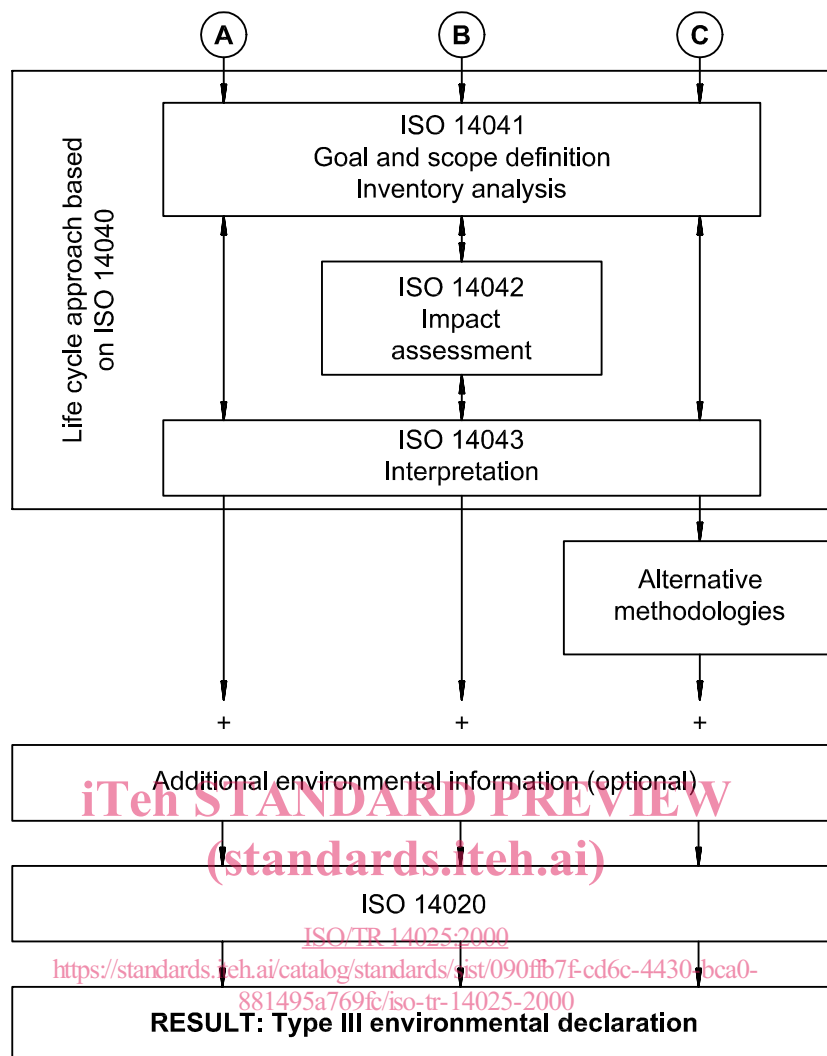 A
B
C
Life cycle approach based
on ISO 14040
ISO 14041
Goal and scope definition
Inventory analysis
ISO 14042
Impact
assessment
ISO 14043
Interpretation
Alternative
methodologies
+ + +
Additional environmental information (optional)
iTeh STANDARD PREVIEW
(standards.iteh.ai)
ISO 14020
ISO/TR 14025:2000
https://standards.iteh.ai/catalog/standards/sist/090ffb7f-cd6c-4430-bca0-
881495a769fc/iso-tr-14025-2000
RESULT: Type III environmental declaration